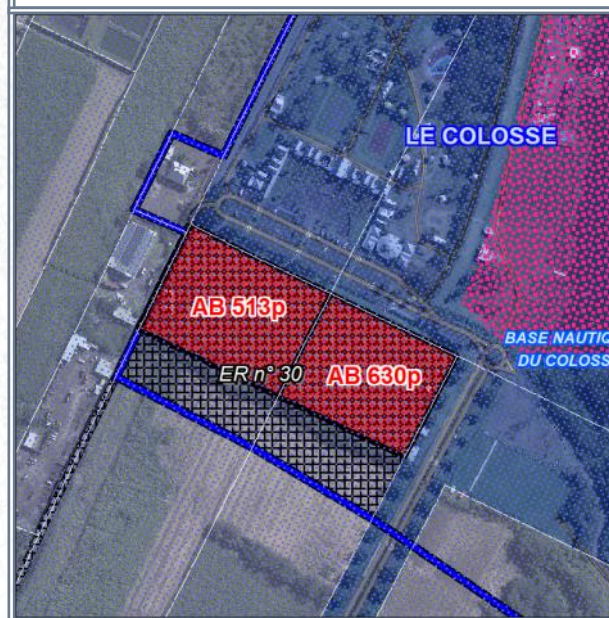 LE COLOSSE
AB 513p
BASE NAUTIQ
DU COLOSS
ER n° 30
AB 630p